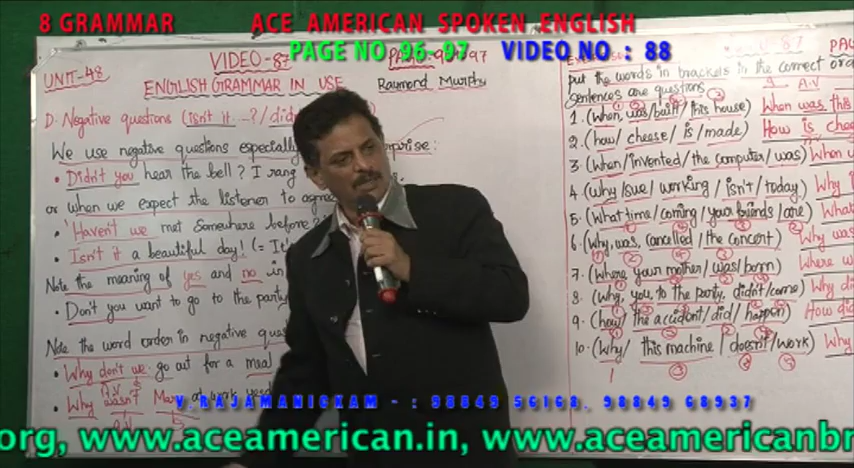 8 GRAMMAR ACE AMERICAN SPOKEN ENGLISH
PAGE NO 96-97 VIDEO NO : 88
UNIT-48
VIDEO-87
97
ENGLISH GRAMMAR IN USE
Raymond Murphy
D. Negative questions (isn't it ...?/
We use negative questions especially
• Didn't you hear the bell? I rang
or when we expect the listener to
• 'Haven't we met somewhere before?
• Isn't it a beautiful day! (=
Note the meaning of yes and no in
• Don't you want to go to the party
Note the word order in negative
• Why don't we go out for a meal
A.V
• Why wasn't Mary at work
a.v
87
put the words in brackets in the correct
Sentences are questions
A.V
1. (when, was/built/this house) When was this
2. (how/ cheese/ is/made) How is
3. (when/invented/the computer/was) When
4. (why/sue/ working/ isn't/today) Why
5. (what time/coming/your friends/are) What
6. (Why, was, cancelled/the concert) Why was
7. (where your mother/was/born) Where
8. (why, you, to the party, didn't/come) Why
9. (how/ the accident/did/ happen) How
10. (Why/ this machine/ doesn't/work) Why
V.RAJAMANICKAM - : 98849 56168, 98849 68937
.org, www.aceamerican.in, www.aceamericanbr